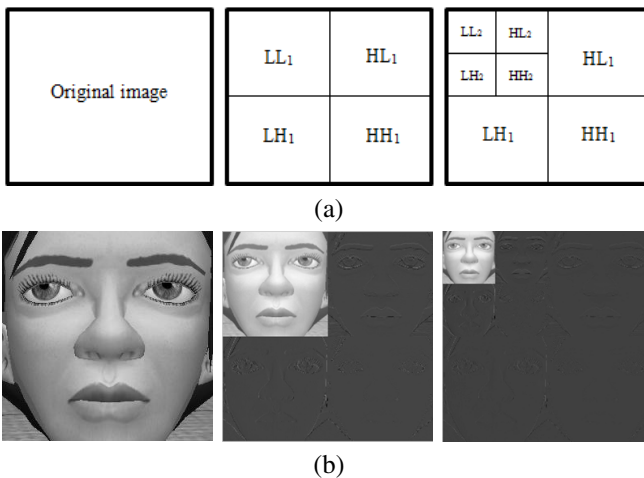 Original image
LL₁ HL₁
LH₁ HH₁
LL₂ HL₂
LH₂ HH₂
HL₁
LH₁ HH₁
(a)
(b)